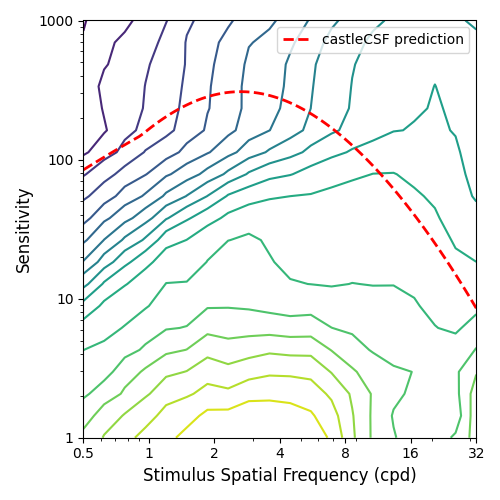 1000
castleCSF prediction
100
Sensitivity
10
1
0.5 1 2 4 8 16 32
Stimulus Spatial Frequency (cpd)